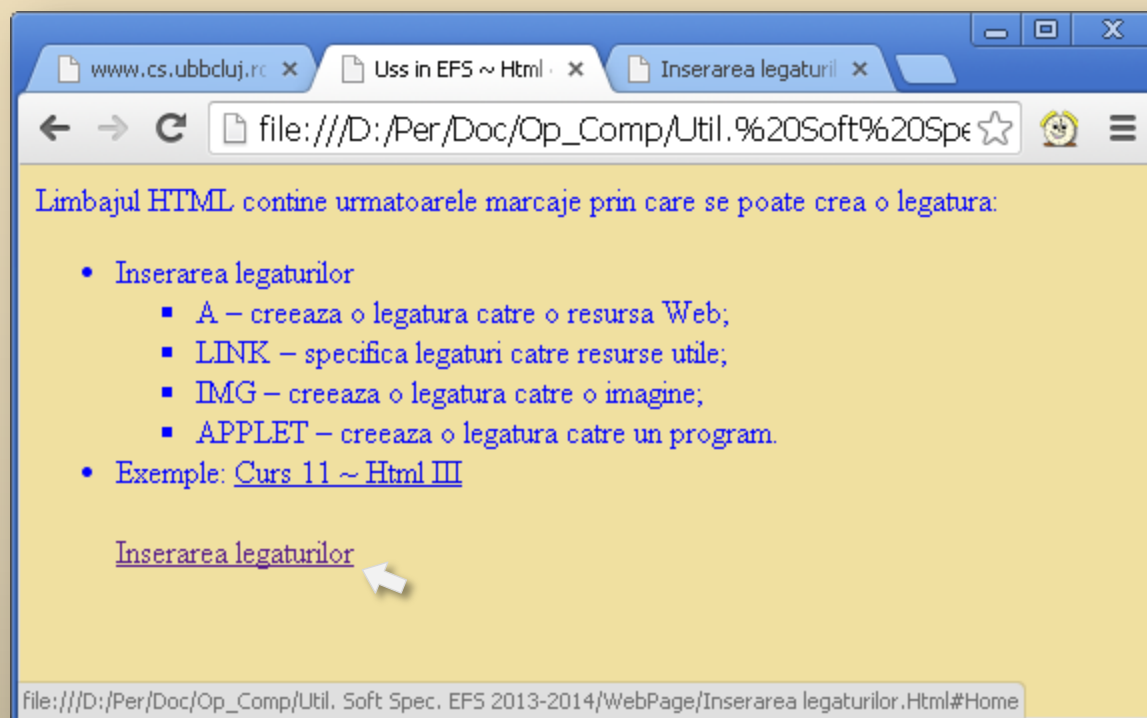 www.cs.ubbcluj.rc
Uss in EFS ~ Html
Inserarea legaturil
file:///D:/Per/Doc/Op_Comp/Util.%20Soft%20Spe
Limbajul HTML contine urmatoarele marcaje prin care se poate crea o legatura:
• Inserarea legaturilor
▪ A – creeaza o legatura catre o resursa Web;
▪ LINK – specifica legaturi catre resurse utile;
▪ IMG – creeaza o legatura catre o imagine;
▪ APPLET – creeaza o legatura catre un program.
• Exemple: Curs 11 ~ Html III
Inserarea legaturilor
file:///D:/Per/Doc/Op_Comp/Util. Soft Spec. EFS 2013-2014/WebPage/Inserarea legaturilor.Html#Home